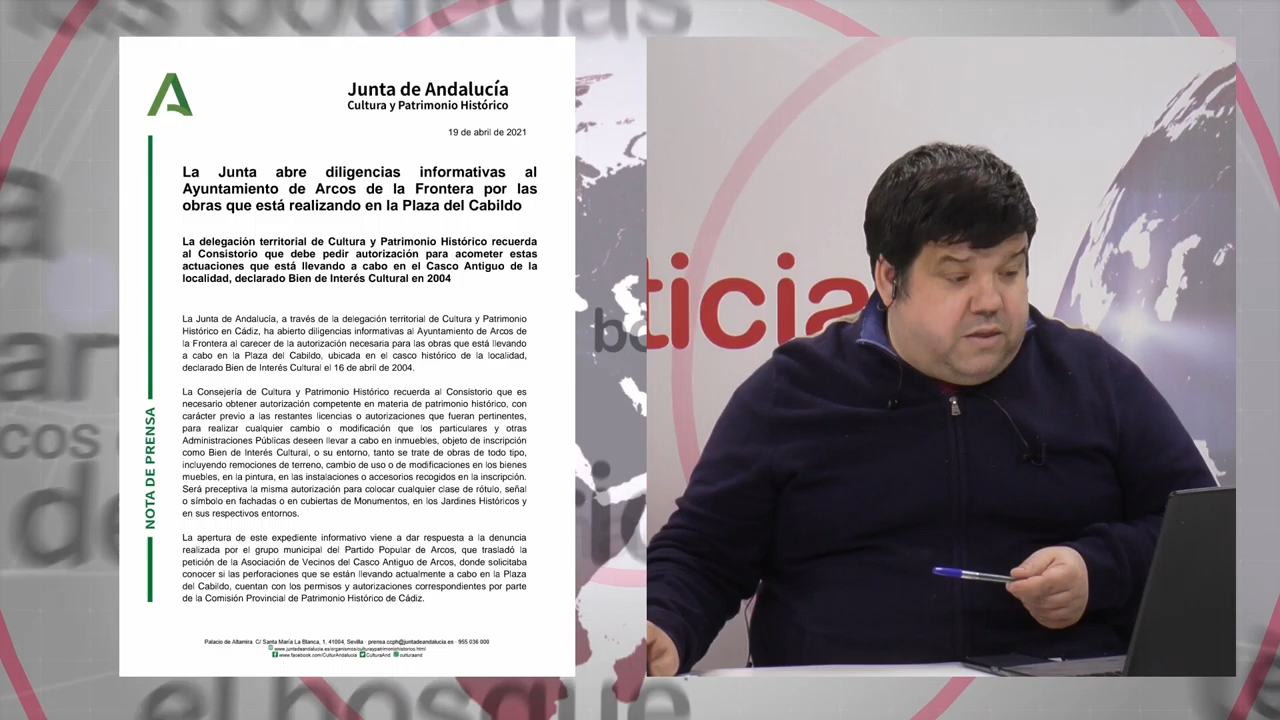 Junta de Andalucía
Cultura y Patrimonio Histórico
19 de abril de 2021
La Junta abre diligencias informativas al
Ayuntamiento de Arcos de la Frontera por las
obras que está realizando en la Plaza del Cabildo
La delegación territorial de Cultura y Patrimonio Histórico recuerda
al Consistorio que debe pedir autorización para acometer estas
actuaciones que está llevando a cabo en el Casco Antiguo de la
localidad, declarado Bien de Interés Cultural en 2004
La Junta de Andalucía, a través de la delegación territorial de Cultura y Patrimonio
Histórico en Cádiz, ha abierto diligencias informativas al Ayuntamiento de Arcos de
la Frontera al carecer de la autorización necesaria para las obras que está llevando
a cabo en la Plaza del Cabildo, ubicada en el casco histórico de la localidad,
declarado Bien de Interés Cultural el 16 de abril de 2004.
La Consejería de Cultura y Patrimonio Histórico recuerda al Consistorio que es
necesario obtener autorización competente en materia de patrimonio histórico, con
carácter previo a las restantes licencias o autorizaciones que fueran pertinentes,
para realizar cualquier cambio o modificación que los particulares y otras
Administraciones Públicas deseen llevar a cabo en inmuebles, objeto de inscripción
como Bien de Interés Cultural, o su entorno, tanto se trate de obras de todo tipo,
incluyendo remociones de terreno, cambio de uso o de modificaciones en los bienes
muebles, en la pintura, en las instalaciones o accesorios recogidos en la inscripción.
Será preceptiva la misma autorización para colocar cualquier clase de rótulo, señal
o símbolo en fachadas o en cubiertas de Monumentos, en los Jardines Históricos y
en sus respectivos entornos.
La apertura de este expediente informativo viene a dar respuesta a la denuncia
realizada por el grupo municipal del Partido Popular de Arcos, que trasladó la
petición de la Asociación de Vecinos del Casco Antiguo de Arcos, donde solicitaba
conocer si las perforaciones que se están llevando actualmente a cabo en la Plaza
del Cabildo, cuentan con los permisos y autorizaciones correspondientes por parte
de la Comisión Provincial de Patrimonio Histórico de Cádiz.
NOTA DE PRENSA
Palacio de Altamira. C/ Santa María La Blanca, 1. 41004, Sevilla · prensa.ccph@juntadeandalucia.es · 955 036 000
www.juntadeandalucia.es/organismos/culturaypatrimoniohistorico.html
www.facebook.com/CulturAndalucia CulturaAnd culturaand
ticia
bo
los bodegas
el bosque